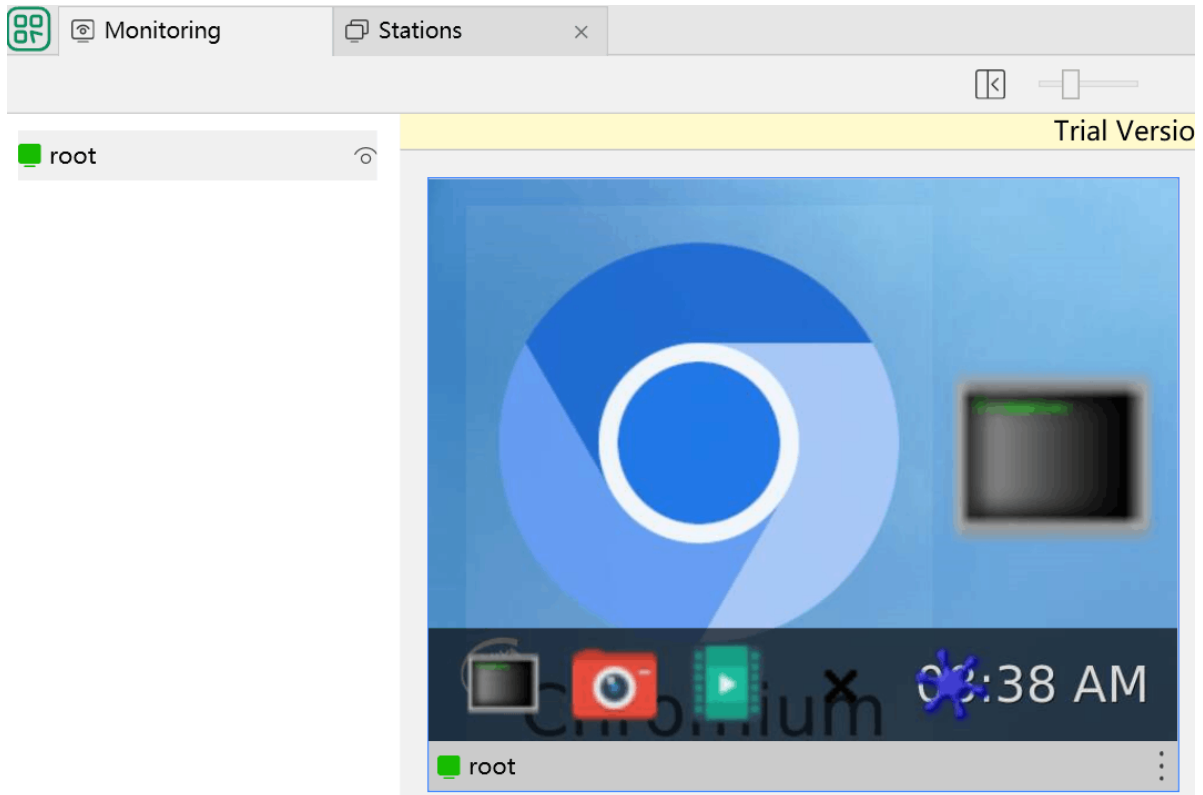 Monitoring
Stations
Trial Versio
root
Chromium
:38 AM
root